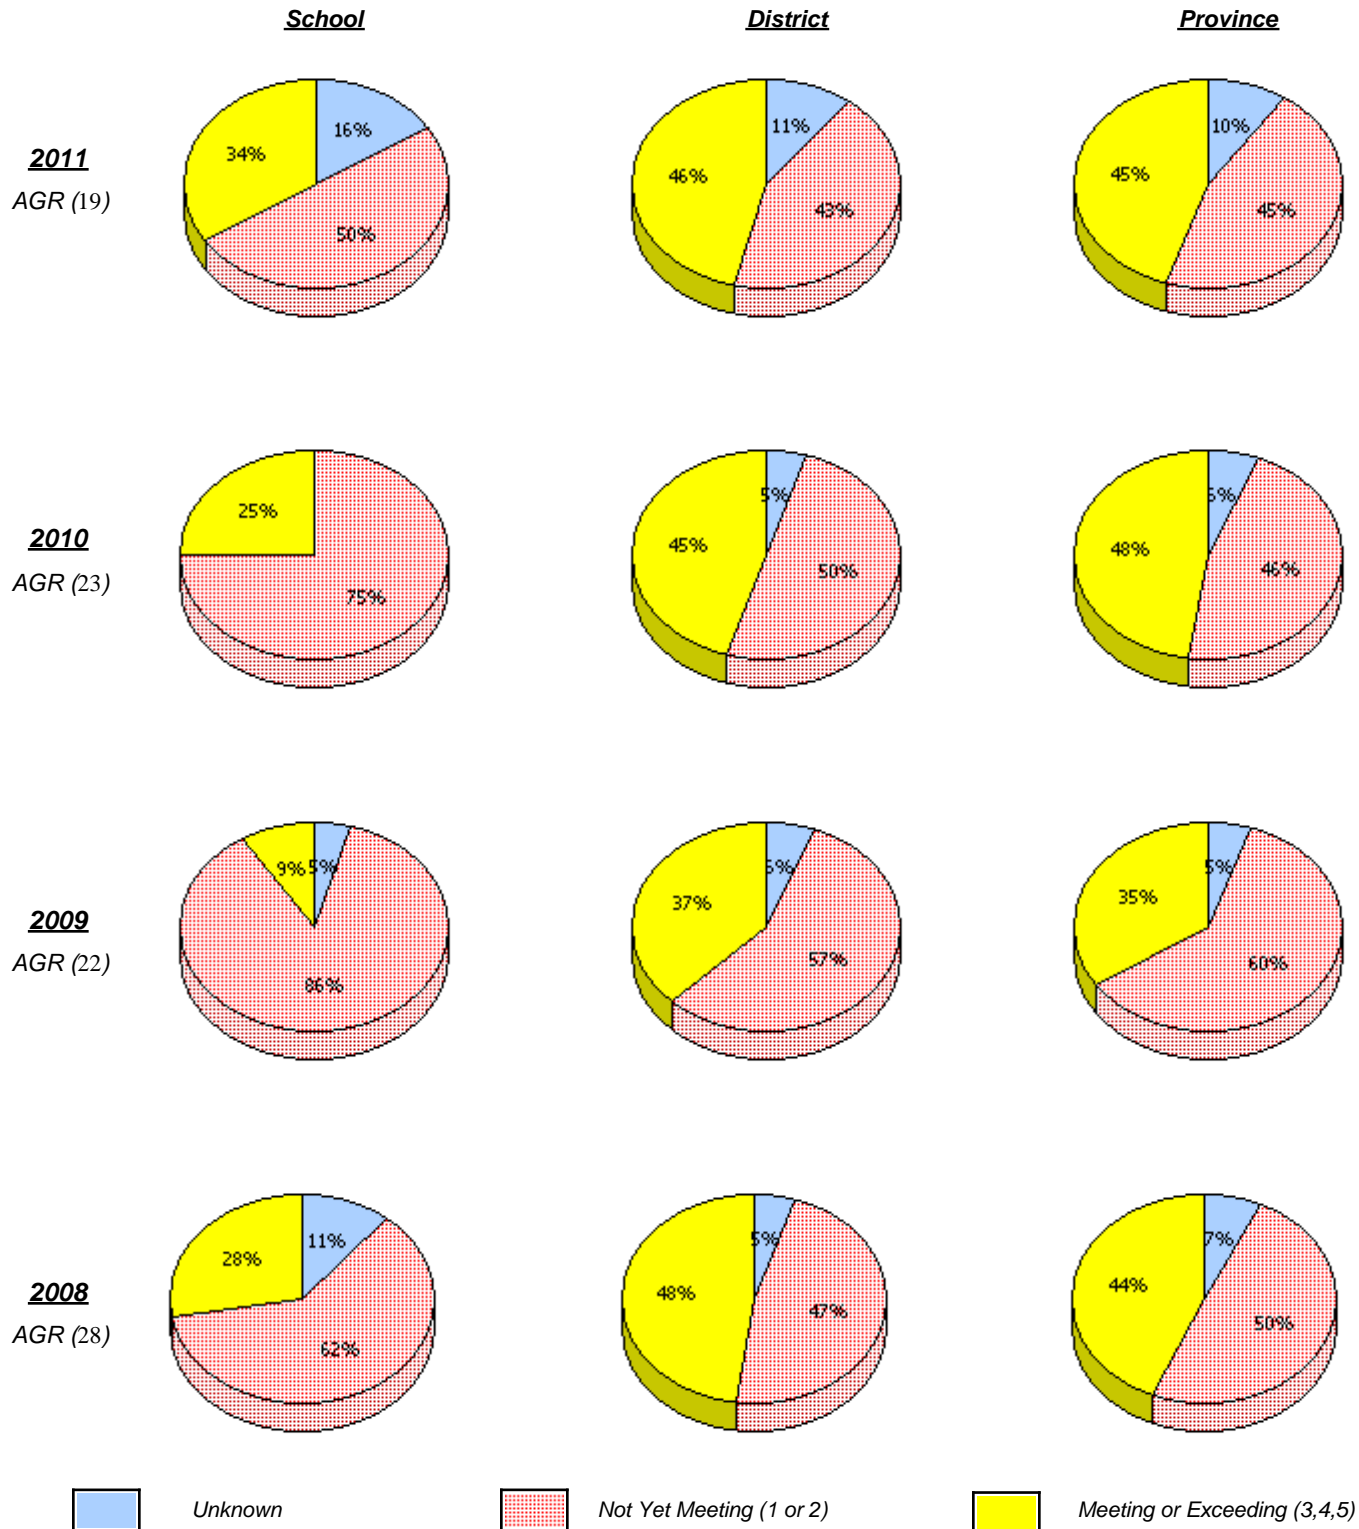 School District Province
2011
AGR (19)
34% 16% 50%
46% 11% 43%
45% 10% 45%
2010
AGR (23)
25% 75%
45% 5% 50%
48% 6% 46%
2009
AGR (22)
9% 5% 86%
37% 6% 57%
35% 5% 60%
2008
AGR (28)
28% 11% 62%
48% 5% 47%
44% 7% 50%
Unknown Not Yet Meeting (1 or 2) Meeting or Exceeding (3,4,5)